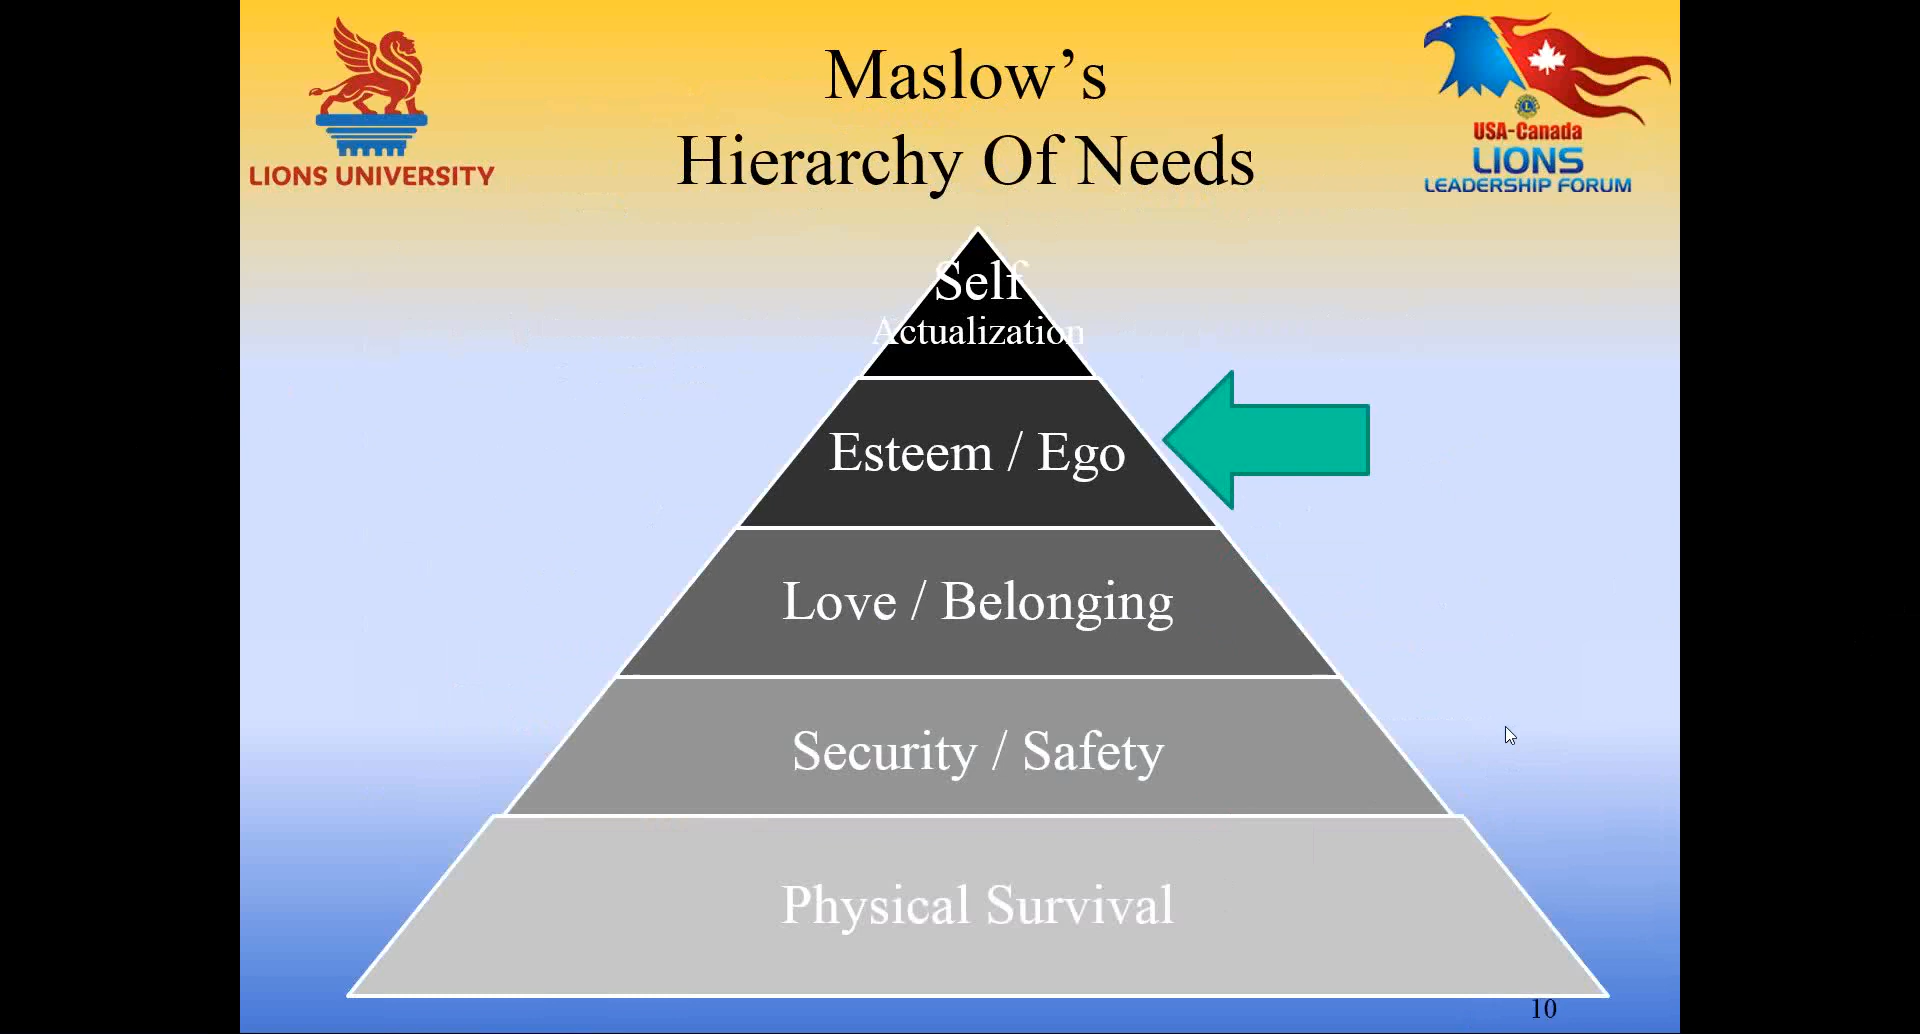 LIONS UNIVERSITY
Maslow’s
Hierarchy Of Needs
USA-Canada
LIONS
LEADERSHIP FORUM
Self
Actualization
Esteem / Ego
Love / Belonging
Security / Safety
Physical Survival
10